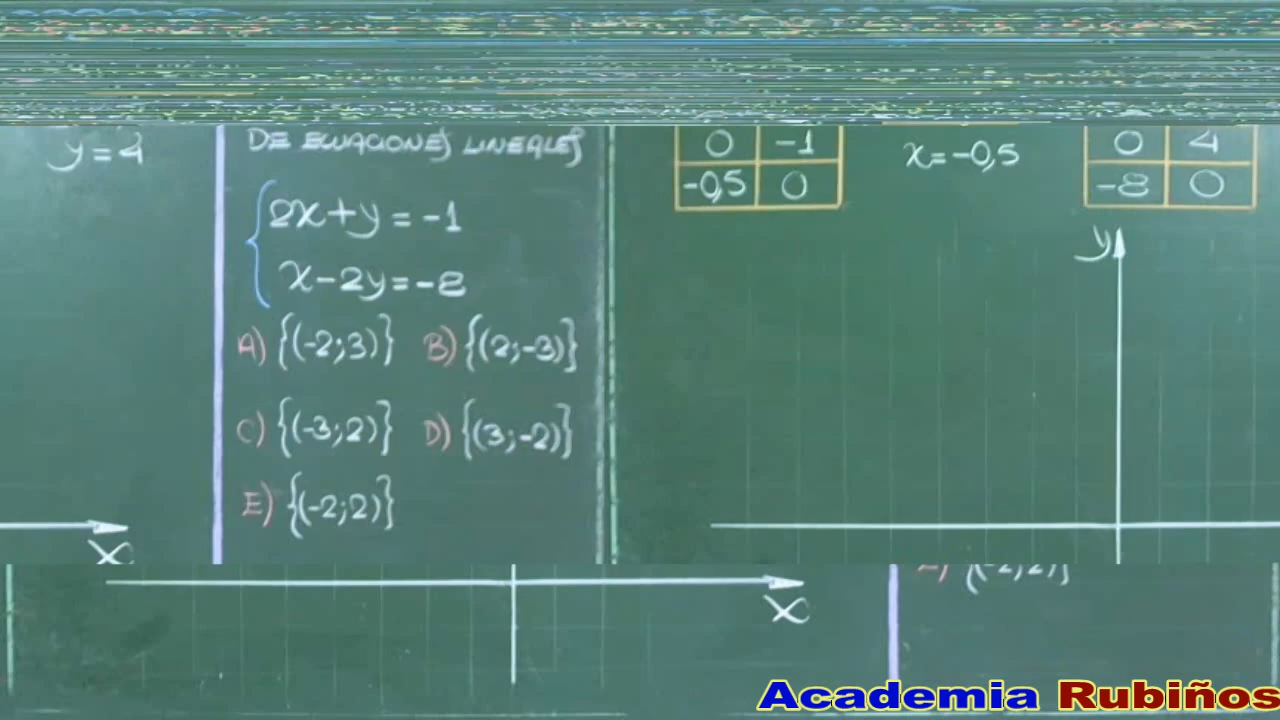 y = 4
DE ECUACIONES LINEALES
2x+y = -1
x-2y = -8
A) {(-2;3)} B) {(2;-3)}
C) {(-3;2)} D) {(3;-2)}
E) {(-2;2)}
0 -1
-0,5 0
x = -0,5
0 4
-8 0
y
x
x
Academia Rubiños